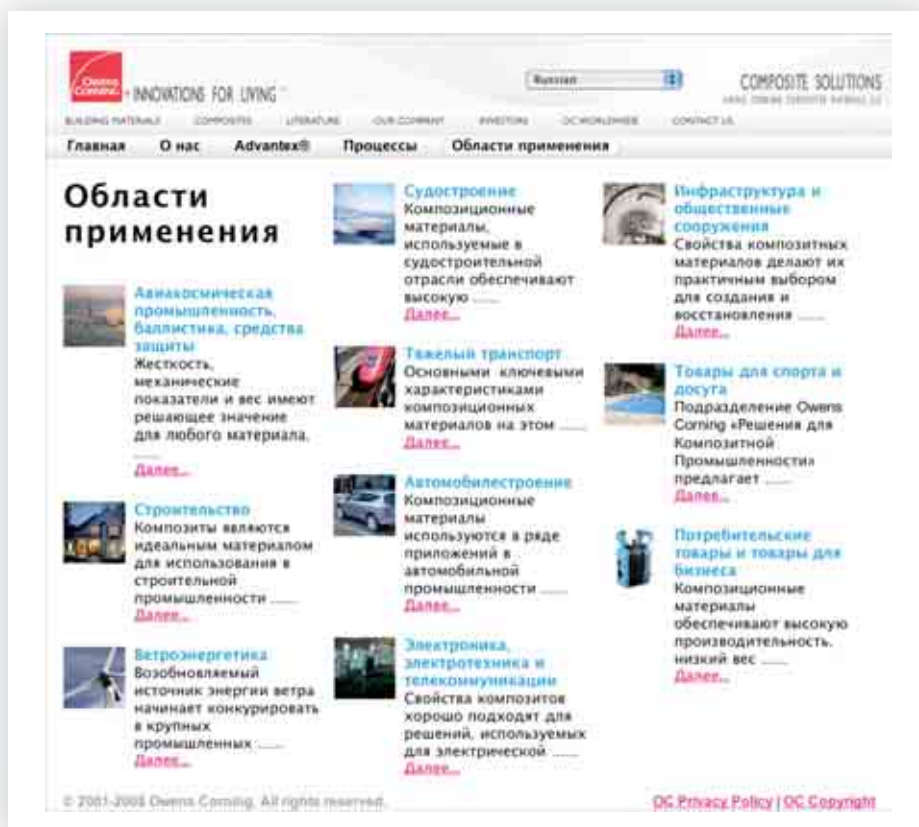 Owens Corning
INNOVATIONS FOR LIVING™
Russian
COMPOSITE SOLUTIONS
BUILDING MATERIALS COMPOSITES LITERATURE OUR COMPANY INVESTORS OC WORLDWIDE CONTACT US
Главная О нас Advantex® Процессы Области применения
Области
применения
Авиакосмическая
промышленность,
баллистика, средства
защиты
Жесткость,
механические
показатели и вес имеют
решающее значение
для любого материала,
......
Далее...
Строительство
Композиты являются
идеальным материалом
для использования в
строительной
промышленности ......
Далее...
Ветроэнергетика
Возобновляемый
источник энергии ветра
начинает конкурировать
в крупных
промышленных ......
Далее...
Судостроение
Композиционные
материалы,
используемые в
судостроительной
отрасли обеспечивают
высокую ......
Далее...
Тяжелый транспорт
Основными ключевыми
характеристиками
композиционных
материалов на этом ......
Далее...
Автомобилестроение
Композиционные
материалы
используются в ряде
приложений в
автомобильной
промышленности ......
Далее...
Электроника,
электротехника и
телекоммуникации
Свойства композитов
хорошо подходят для
решений, используемых
для электрической ......
Далее...
Инфраструктура и
общественные
сооружения
Свойства композитных
материалов делают их
практичным выбором
для создания и
восстановления ......
Далее...
Товары для спорта и
досуга
Подразделение Owens
Corning «Решения для
Композитной
Промышленности»
предлагает ......
Далее...
Потребительские
товары и товары для
бизнеса
Композиционные
материалы
обеспечивают высокую
производительность,
низкий вес ......
Далее...
© 2001-2008 Owens Corning. All rights reserved.
OC Privacy Policy | OC Copyright